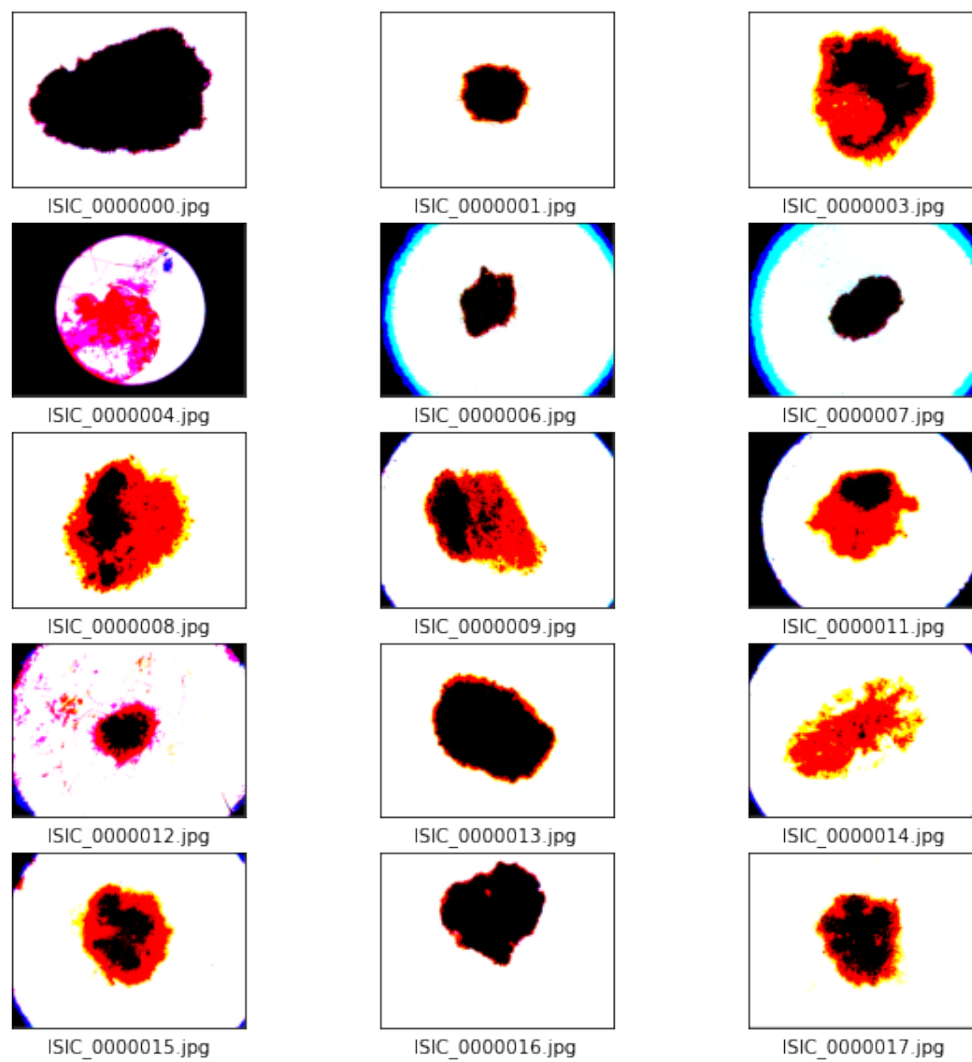 ISIC_0000000.jpg
ISIC_0000001.jpg
ISIC_0000003.jpg
ISIC_0000004.jpg
ISIC_0000006.jpg
ISIC_0000007.jpg
ISIC_0000008.jpg
ISIC_0000009.jpg
ISIC_0000011.jpg
ISIC_0000012.jpg
ISIC_0000013.jpg
ISIC_0000014.jpg
ISIC_0000015.jpg
ISIC_0000016.jpg
ISIC_0000017.jpg